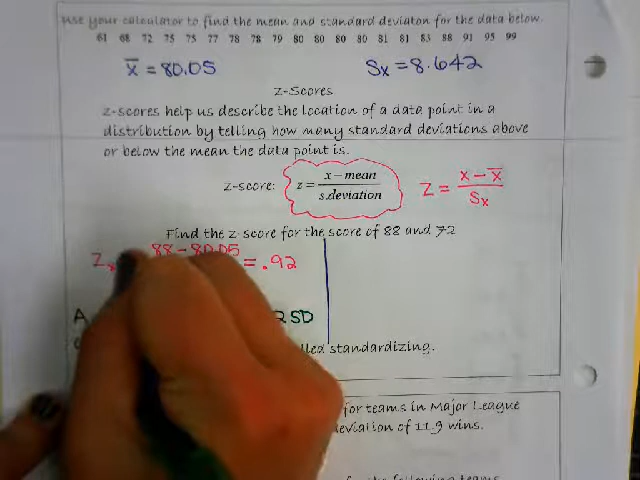 use your calculator to find the mean and standard deviaton for the data below.
61 68 72 75 75 77 78 78 79 80 80 80 80 81 81 83 88 91 95 99
x̅ = 80.05 Sx = 8.642
z-Scores
z-scores help us describe the location of a data point in a
distribution by telling how many standard deviations above
or below the mean the data point is.
z-score: z = x − mean / s.deviation z = x − x̅ / Sx
Find the z-score for the score of 88 and 72
Z 88 − 80.05 = .92
A SD
lled standardizing.
for teams in Major League
deviation of 11.9 wins.
for the following teams